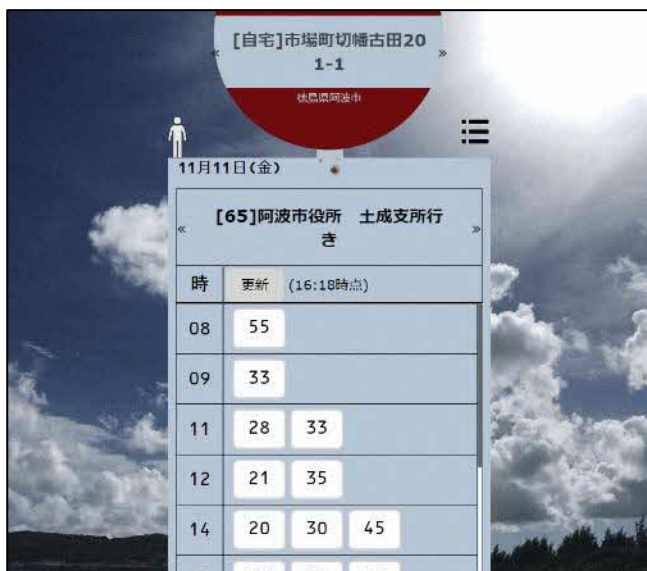 « [自宅]市場町切幡古田20 »
1-1
徳島県阿波市
11月11日(金)
« [65]阿波市役所　土成支所行 »
き
時 更新 (16:18時点)
08 55
09 33
11 28 33
12 21 35
14 20 30 45